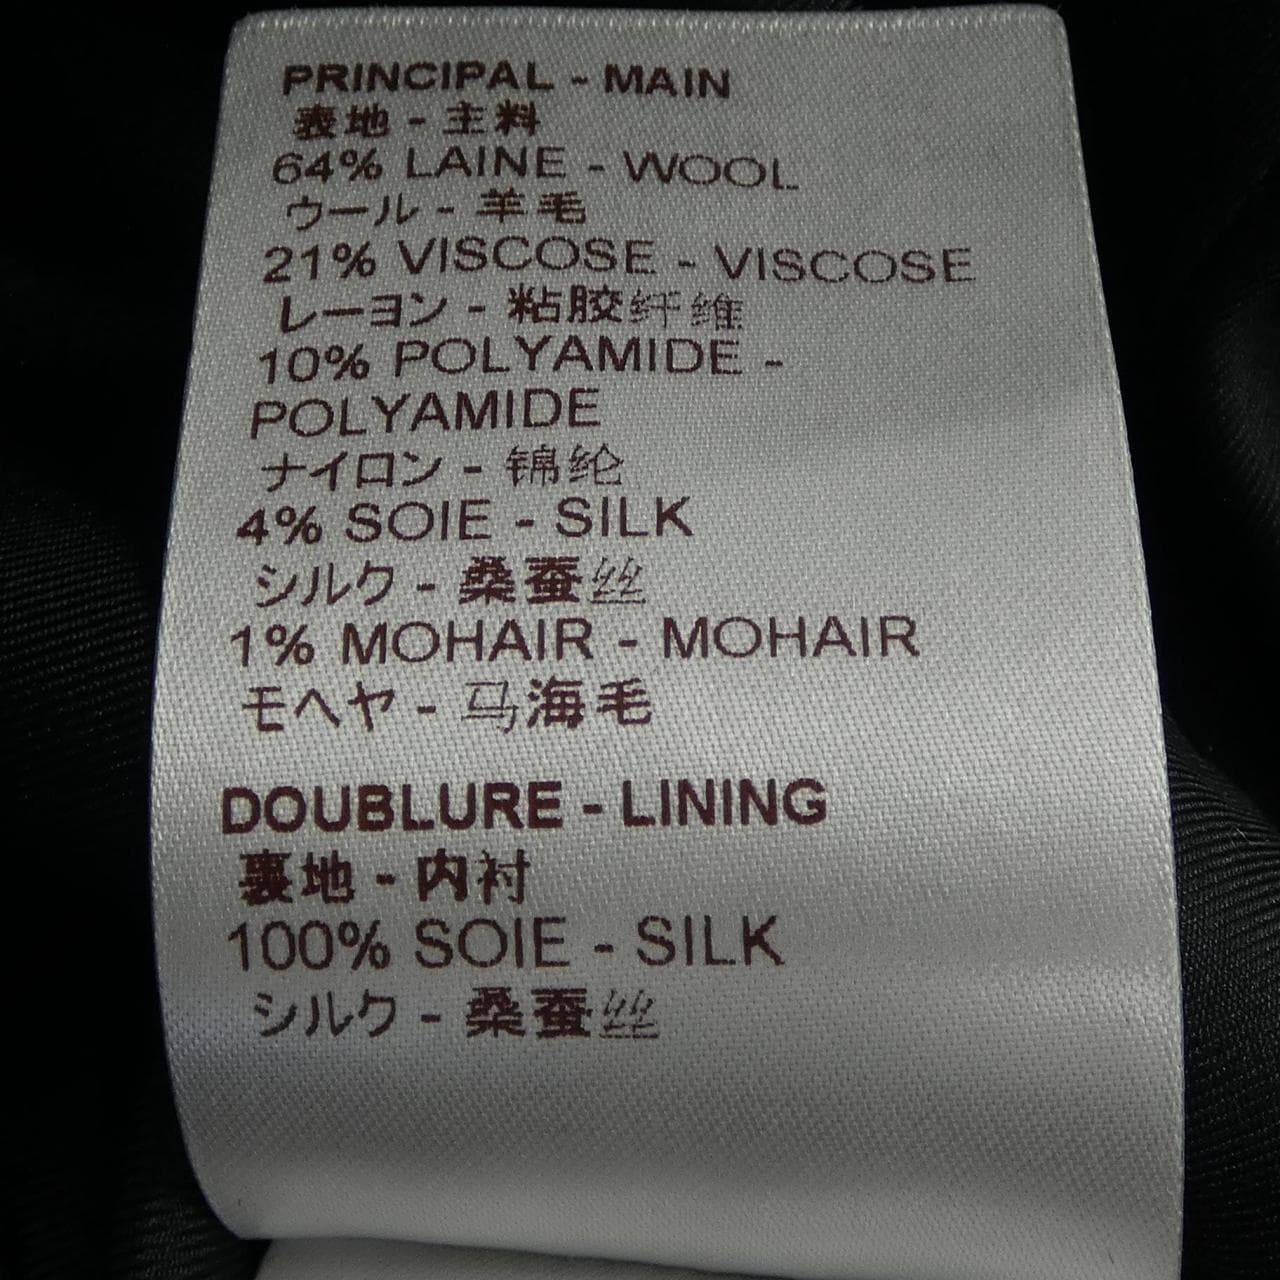 PRINCIPAL - MAIN
表地 - 主料
64% LAINE - WOOL
ウール - 羊毛
21% VISCOSE - VISCOSE
レーヨン - 粘胶纤维
10% POLYAMIDE -
POLYAMIDE
ナイロン - 锦纶
4% SOIE - SILK
シルク - 桑蚕丝
1% MOHAIR - MOHAIR
モヘヤ - 马海毛
DOUBLURE - LINING
裏地 - 内衬
100% SOIE - SILK
シルク - 桑蚕丝